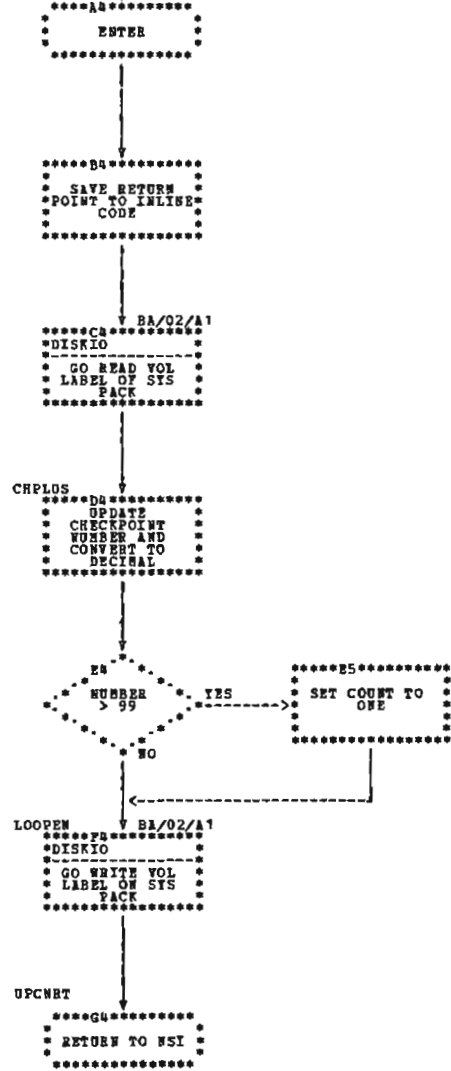 A4
ENTER
B4
SAVE RETURN
POINT TO INLINE
CODE
BA/02/A1
C4
DISKIO
GO READ VOL
LABEL OF SYS
PACK
CHPLUS
D4
UPDATE
CHECKPOINT
NUMBER AND
CONVERT TO
DECIMAL
E4
NUMBER
> 99
YES
NO
E5
SET COUNT TO
ONE
LOOPEN
BA/02/A1
F4
DISKIO
GO WRITE VOL
LABEL ON SYS
PACK
UPCNRT
G4
RETURN TO NSI